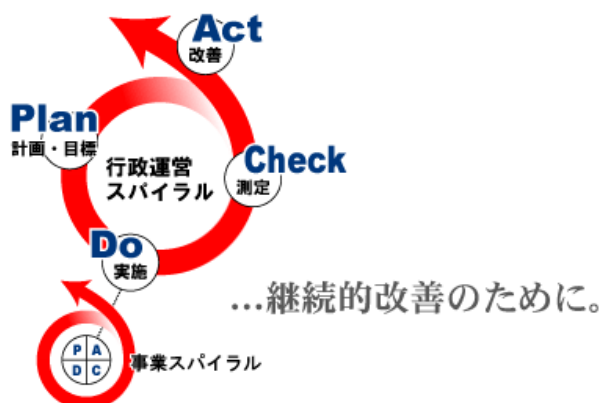 Act
改善
Plan
計画・目標
行政運営
スパイラル
Check
測定
Do
実施
...継続的改善のために。
P A
D C
事業スパイラル